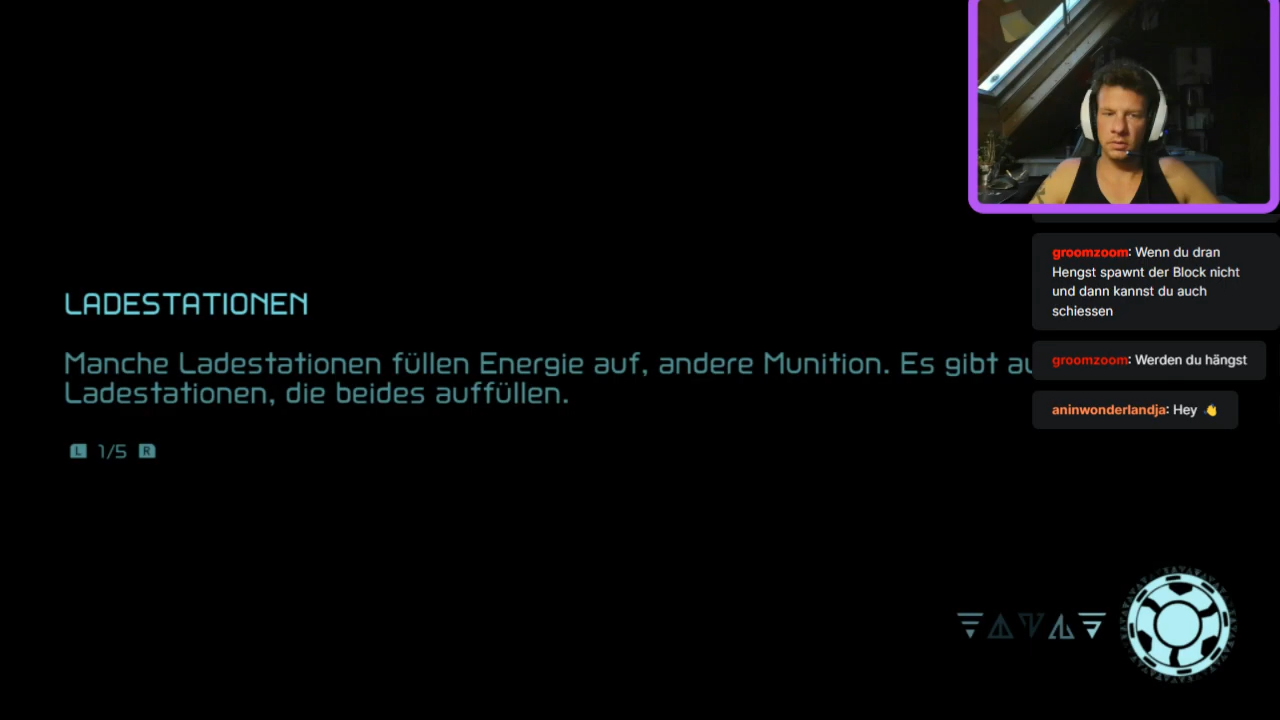 LADESTATIONEN
Manche Ladestationen füllen Energie auf, andere Munition. Es gibt
Ladestationen, die beides auffüllen.
L 1/5 R
groomzoom: Wenn du dran
Hengst spawnt der Block nicht
und dann kannst du auch
schiessen
groomzoom: Werden du hängst
aninwonderlandja: Hey 👋